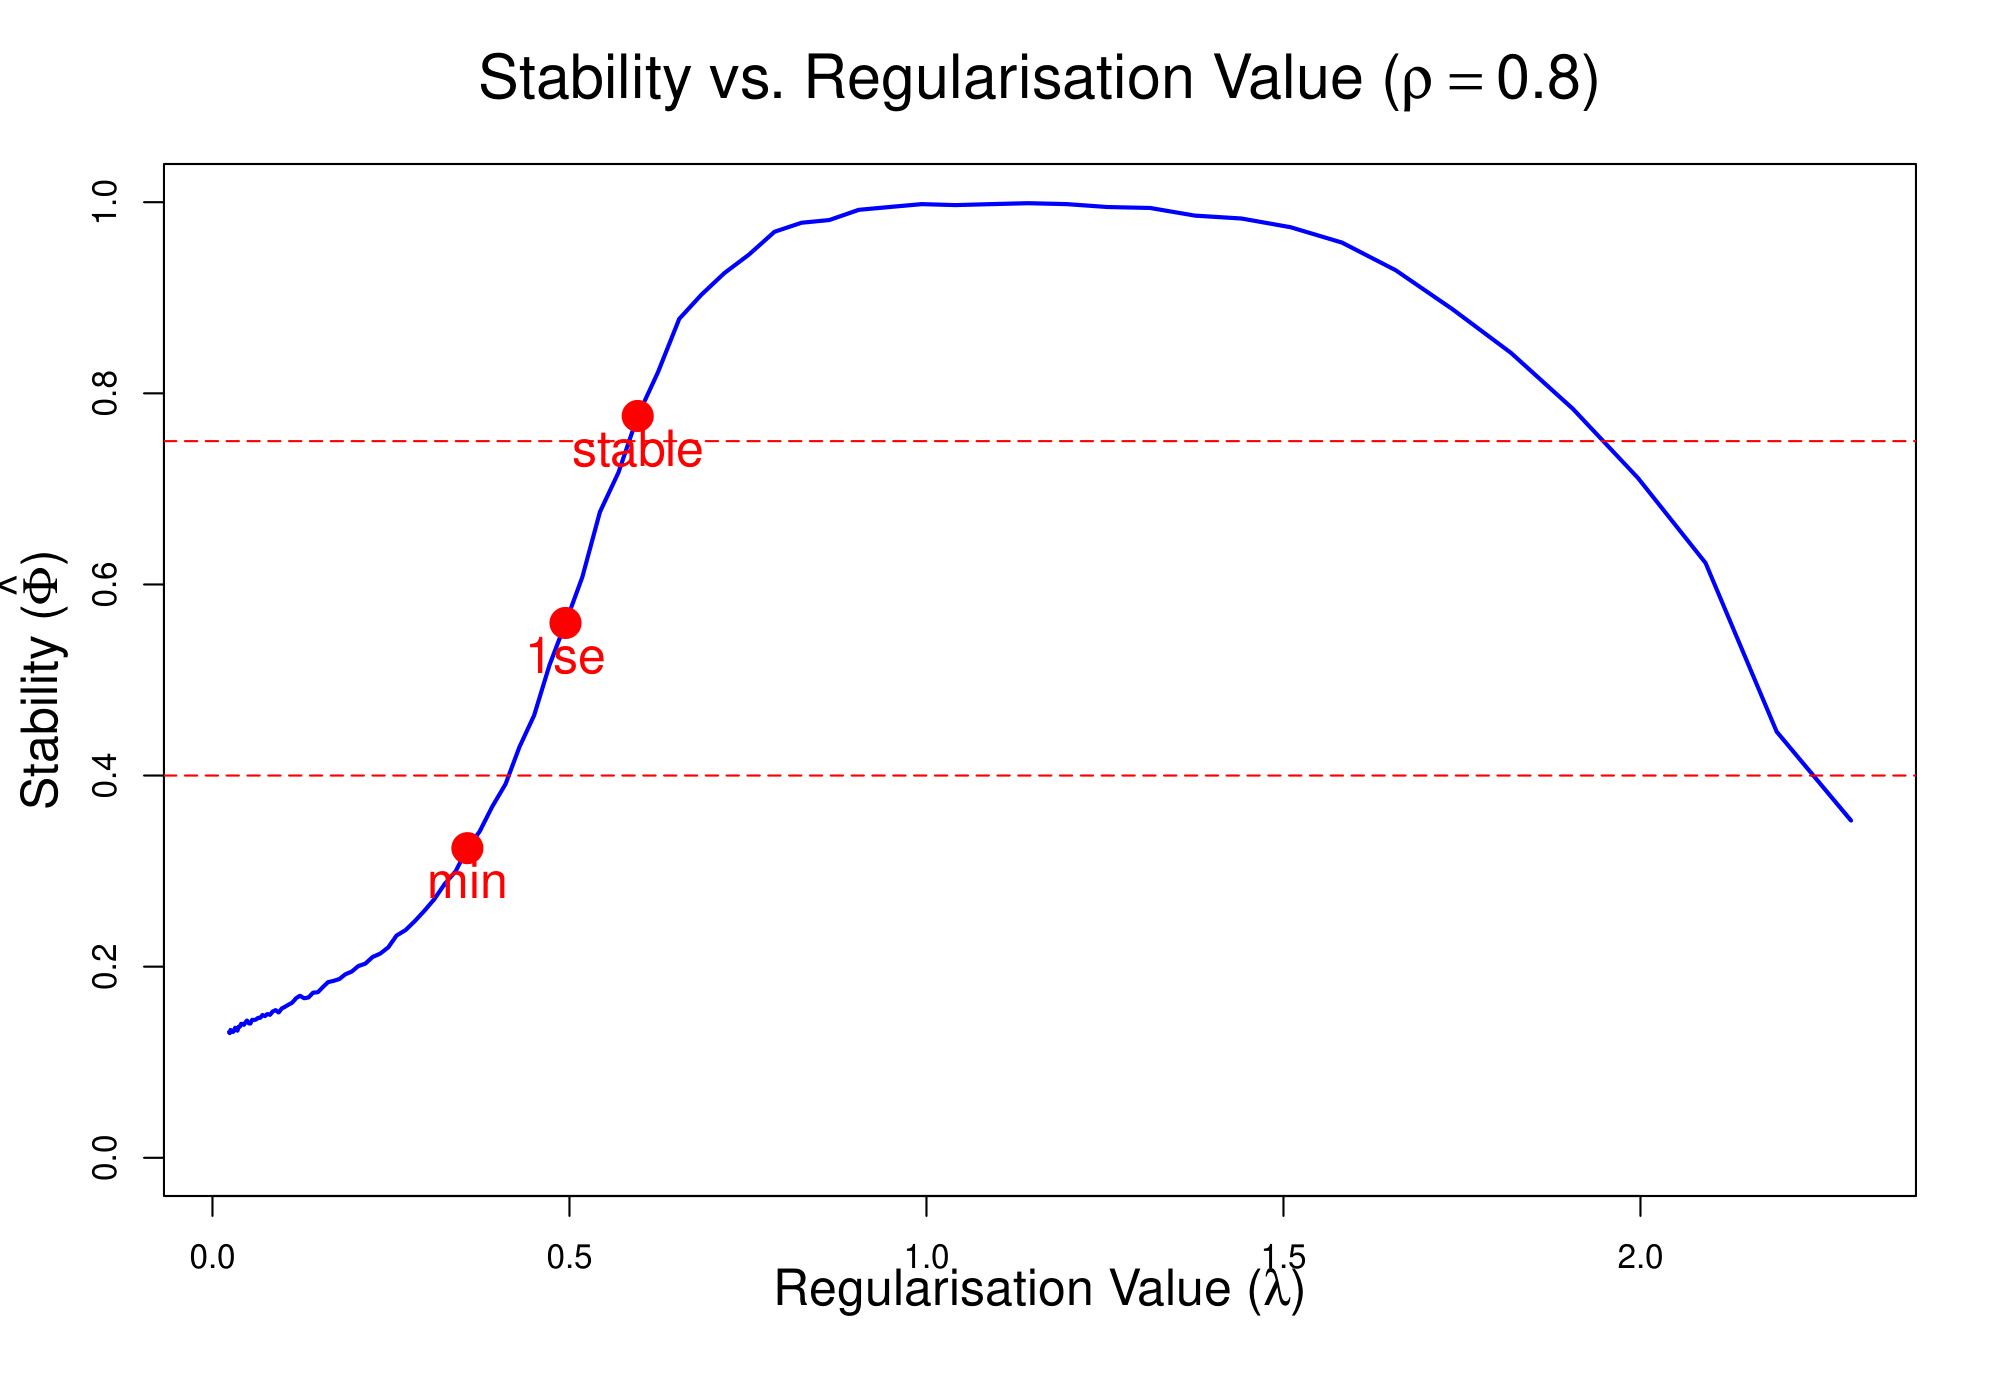 Stability vs. Regularisation Value (ρ = 0.8)
1.0
0.8
0.6
0.4
0.2
0.0
Stability (Φ̂)
stable
1se
min
0.0 0.5 1.0 1.5 2.0
Regularisation Value (λ)